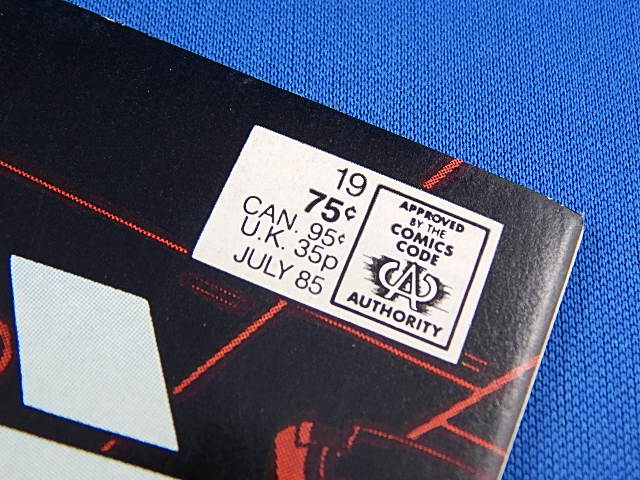 19
75¢
CAN. 95¢
U.K. 35p
JULY 85
APPROVED
BY THE
COMICS
CODE
CA
AUTHORITY